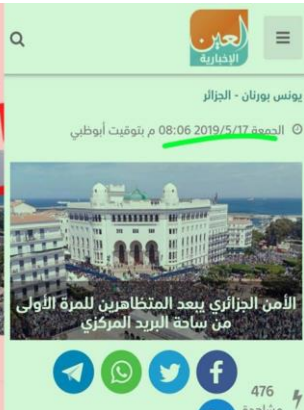 العين
الإخبارية
يونس بورنان - الجزائر
الجمعة 2019/5/17 08:06 م بتوقيت أبوظبي
الأمن الجزائري يبعد المتظاهرين للمرة الأولى
من ساحة البريد المركزي
476
مشاهدة